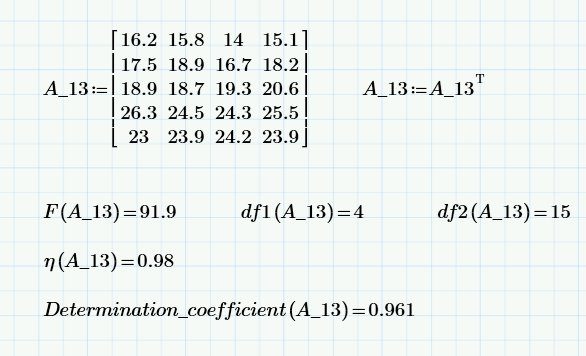 16.2 15.8 14 15.1
17.5 18.9 16.7 18.2
A_13:= 18.9 18.7 19.3 20.6 A_13:=A_13ᵀ
26.3 24.5 24.3 25.5
23 23.9 24.2 23.9
F(A_13)=91.9 df1(A_13)=4 df2(A_13)=15
η(A_13)=0.98
Determination_coefficient(A_13)=0.961